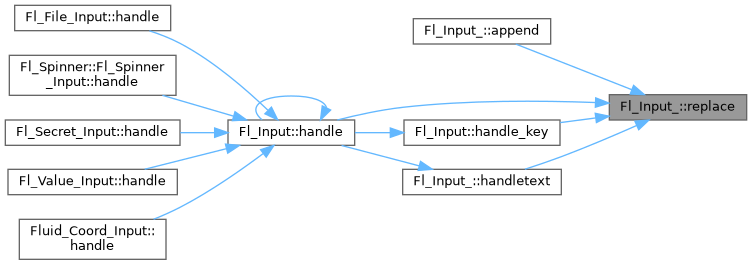 Fl_File_Input::handle
Fl_Spinner::Fl_Spinner
_Input::handle
Fl_Secret_Input::handle
Fl_Value_Input::handle
Fluid_Coord_Input::
handle
Fl_Input::handle
Fl_Input_::append
Fl_Input::handle_key
Fl_Input_::handletext
Fl_Input_::replace